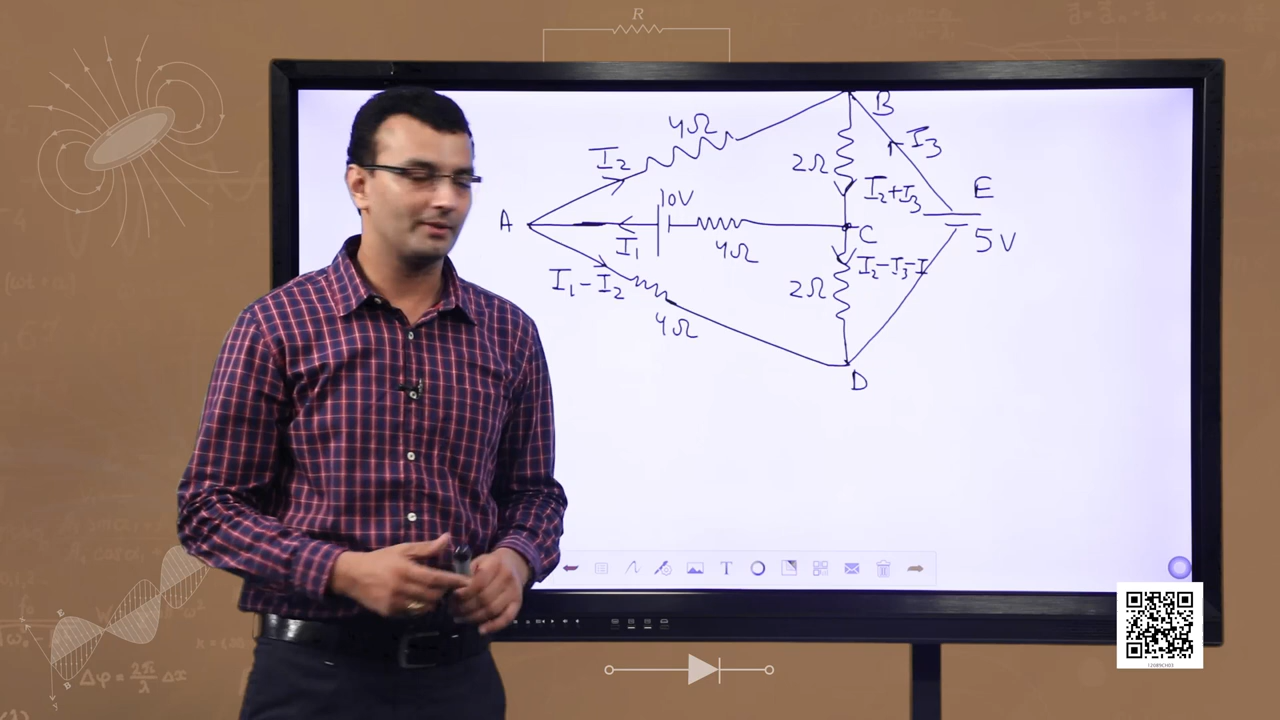 R
B
4Ω
I₂
I₃
2Ω
10V
I₂+I₃
E
A
C
I₁
4Ω
5V
I₁-I₂
I₂-I₃-I
2Ω
4Ω
D
T
E
B
Δφ = 2π/λ Δx
12089CH03